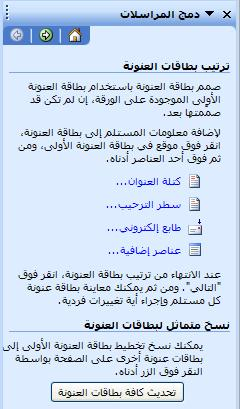 دمج المراسلات
ترتيب بطاقات العنونة
صمم بطاقة العنونة باستخدام بطاقة العنونة
الأولى الموجودة على الورقة، إن لم تكن قد
صممتها بعد.
لإضافة معلومات المستلم إلى بطاقة العنونة،
انقر فوق موقع في بطاقة العنونة الأولى، ومن
ثم فوق أحد العناصر أدناه.
كتلة العنوان...
سطر الترحيب...
طابع إلكتروني...
عناصر إضافية...
عند الانتهاء من ترتيب بطاقة العنونة، انقر فوق
"التالي". ومن ثم يمكنك معاينة بطاقة عنونة
كل مستلم وإجراء أية تغييرات فردية.
نسخ متماثل لبطاقات العنونة
يمكنك نسخ تخطيط بطاقة العنونة الأولى إلى
بطاقات عنونة أخرى على الصفحة بواسطة
النقر فوق الزر أدناه.
تحديث كافة بطاقات العنونة